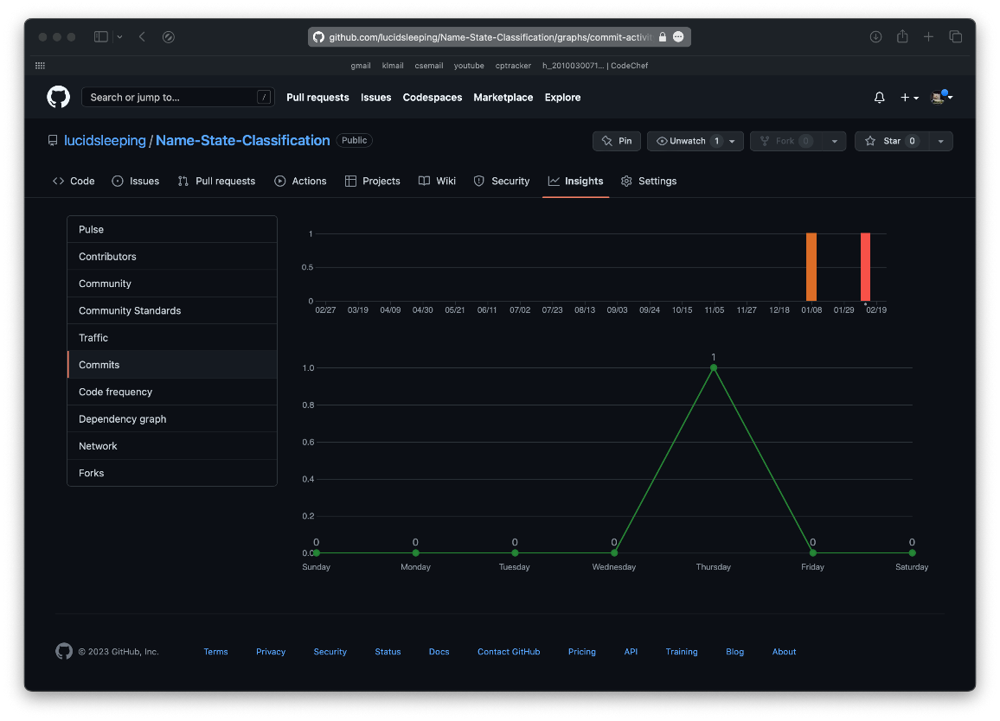 github.com/lucidsleeping/Name-State-Classification/graphs/commit-activit
gmail klmail csemail youtube cptracker h_2010030071... | CodeChef
Search or jump to... / Pull requests Issues Codespaces Marketplace Explore
lucidsleeping / Name-State-Classification Public Pin Unwatch 1 Fork 0 Star 0
Code Issues Pull requests Actions Projects Wiki Security Insights Settings
Pulse
Contributors
Community
Community Standards
Traffic
Commits
Code frequency
Dependency graph
Network
Forks
1
0.5
0
02/27 03/19 04/09 04/30 05/21 06/11 07/02 07/23 08/13 09/03 09/24 10/15 11/05 11/27 12/18 01/08 01/29 02/19
1
1.0
0.8
0.6
0.4
0.2
0 0 0 0 0 0
0.0
Sunday Monday Tuesday Wednesday Thursday Friday Saturday
© 2023 GitHub, Inc. Terms Privacy Security Status Docs Contact GitHub Pricing API Training Blog About